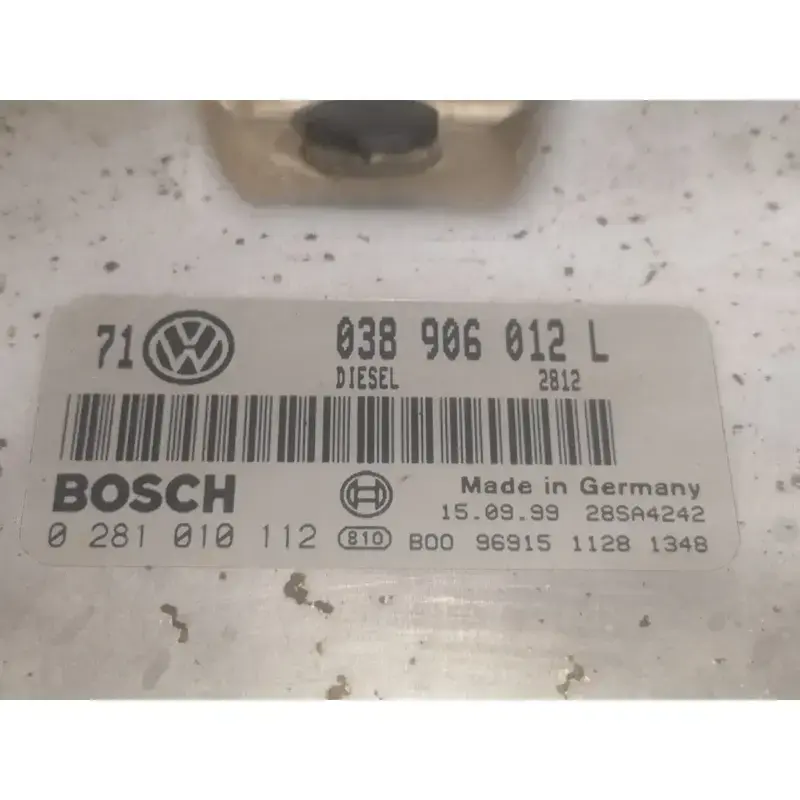 71 VW 038 906 012 L
DIESEL 2812
BOSCH Made in Germany
15.09.99 28SA4242
0 281 010 112 810 B00 96915 1128 1348